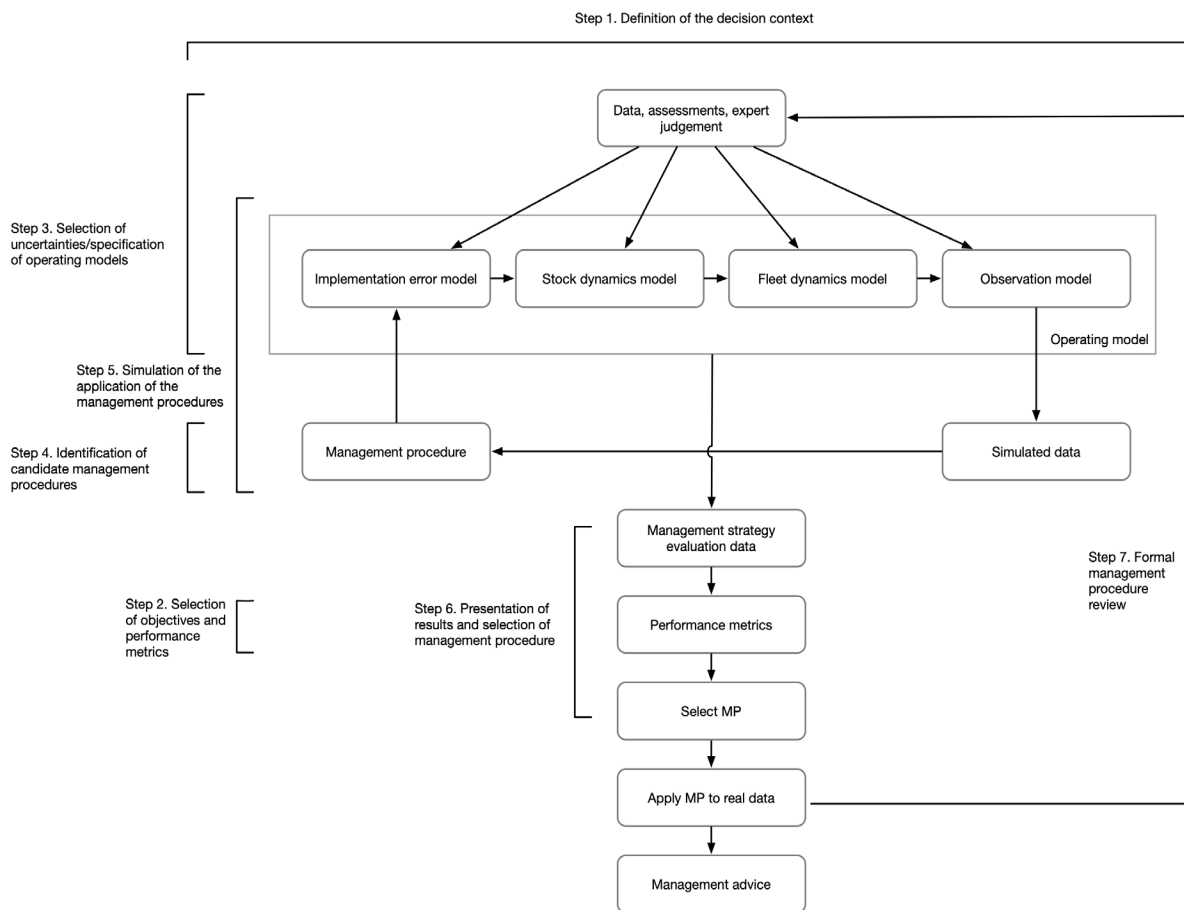 Step 1. Definition of the decision context
Data, assessments, expert
judgement
Step 3. Selection of
uncertainties/specification
of operating models
Implementation error model
Stock dynamics model
Fleet dynamics model
Observation model
Operating model
Step 5. Simulation of the
application of the
management procedures
Step 4. Identification of
candidate management
procedures
Management procedure
Simulated data
Management strategy
evaluation data
Step 7. Formal
management
procedure
review
Step 2. Selection
of objectives and
performance
metrics
Step 6. Presentation of
results and selection of
management procedure
Performance metrics
Select MP
Apply MP to real data
Management advice